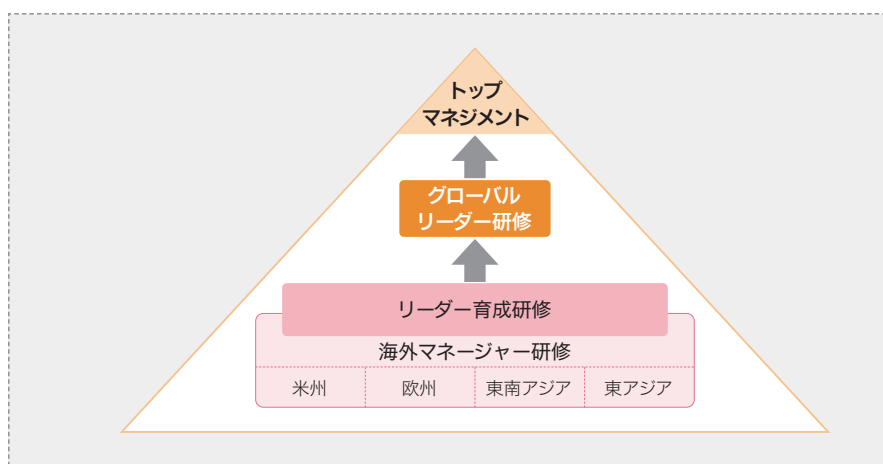 トップ
マネジメント
グローバル
リーダー研修
リーダー育成研修
海外マネージャー研修
米州
欧州
東南アジア
東アジア